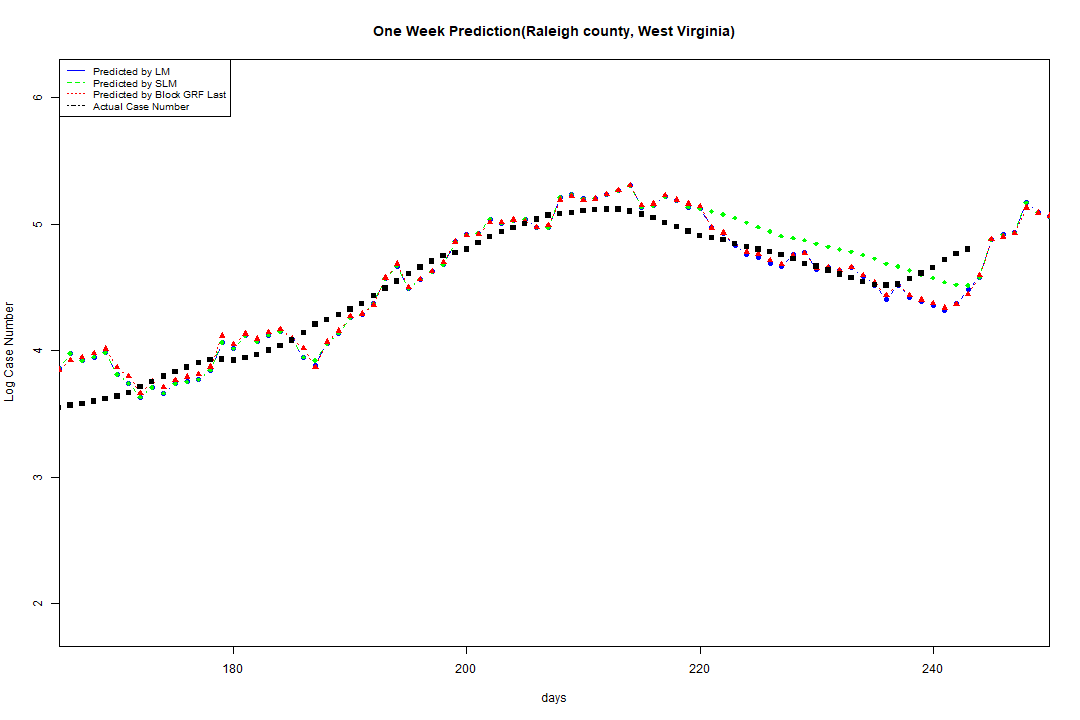 One Week Prediction(Raleigh county, West Virginia)
Predicted by LM
Predicted by SLM
Predicted by Block GRF Last
Actual Case Number
6
5
4
3
2
Log Case Number
180 200 220 240
days